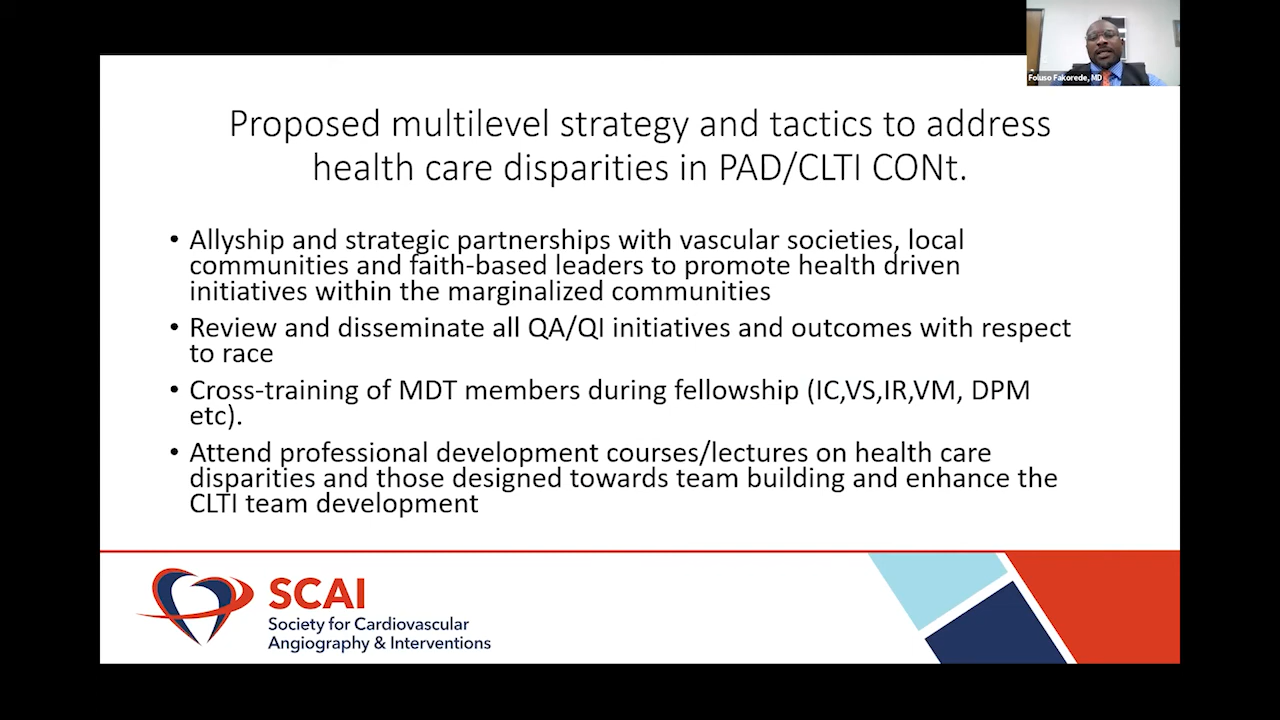 Foluso Fakorede, MD
Proposed multilevel strategy and tactics to address
health care disparities in PAD/CLTI CONt.
• Allyship and strategic partnerships with vascular societies, local
communities and faith-based leaders to promote health driven
initiatives within the marginalized communities
• Review and disseminate all QA/QI initiatives and outcomes with respect
to race
• Cross-training of MDT members during fellowship (IC,VS,IR,VM, DPM
etc).
• Attend professional development courses/lectures on health care
disparities and those designed towards team building and enhance the
CLTI team development
SCAI
Society for Cardiovascular
Angiography & Interventions